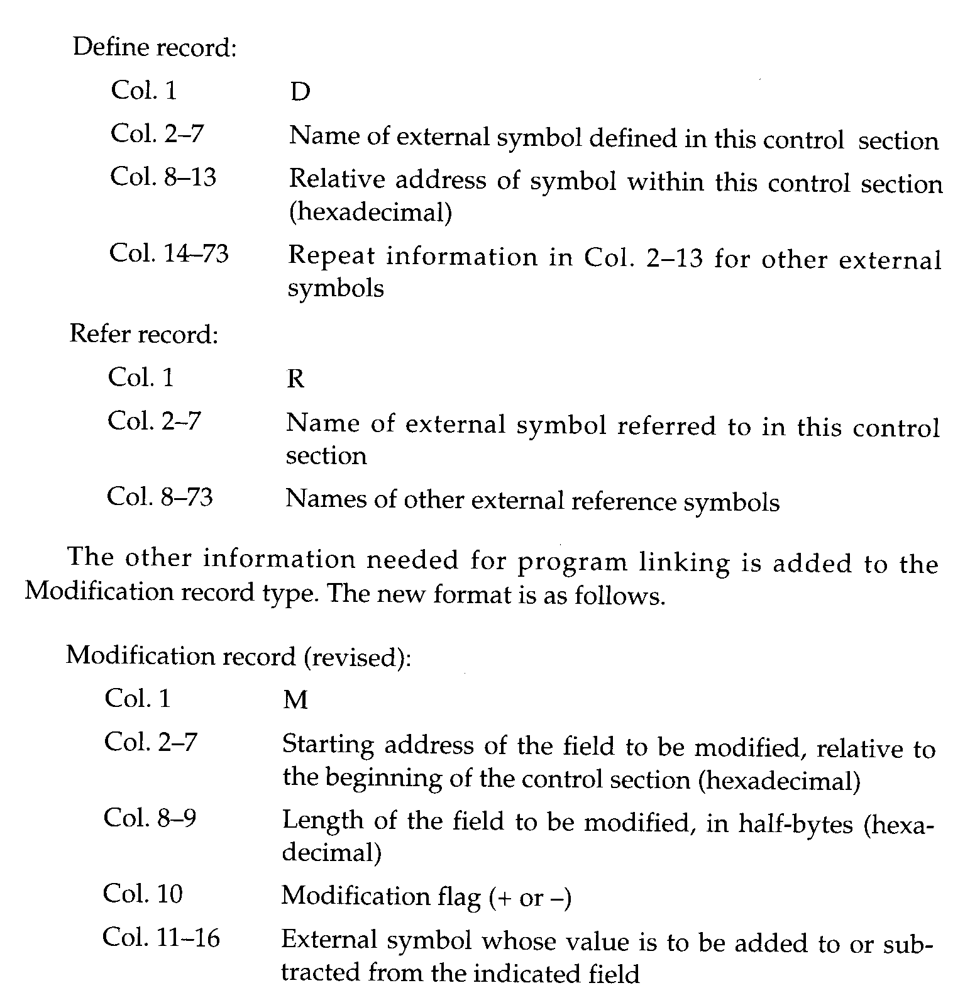 Define record:
Col. 1 D
Col. 2–7 Name of external symbol defined in this control section
Col. 8–13 Relative address of symbol within this control section
(hexadecimal)
Col. 14–73 Repeat information in Col. 2–13 for other external
symbols
Refer record:
Col. 1 R
Col. 2–7 Name of external symbol referred to in this control
section
Col. 8–73 Names of other external reference symbols
The other information needed for program linking is added to the
Modification record type. The new format is as follows.
Modification record (revised):
Col. 1 M
Col. 2–7 Starting address of the field to be modified, relative to
the beginning of the control section (hexadecimal)
Col. 8–9 Length of the field to be modified, in half-bytes (hexa-
decimal)
Col. 10 Modification flag (+ or –)
Col. 11–16 External symbol whose value is to be added to or sub-
tracted from the indicated field